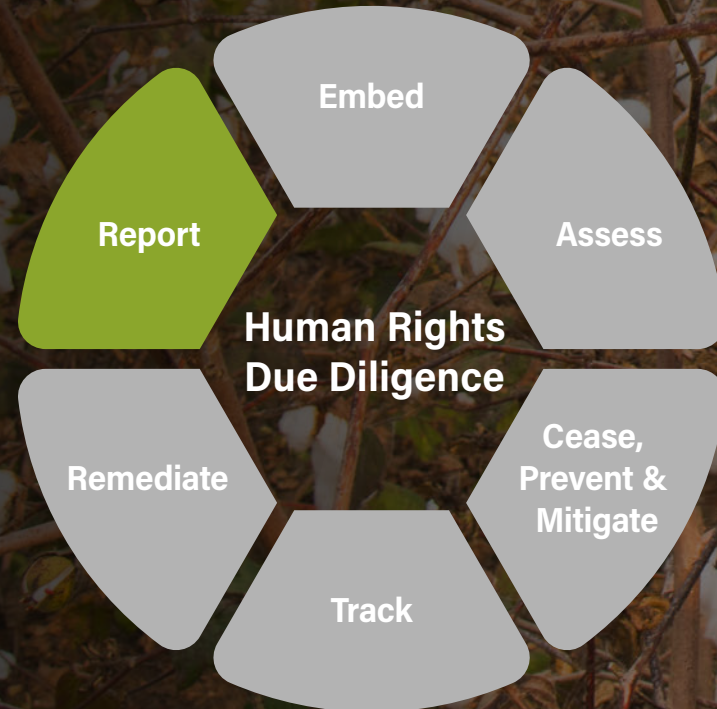 Embed
Report
Assess
Human Rights
Due Diligence
Remediate
Cease,
Prevent &
Mitigate
Track